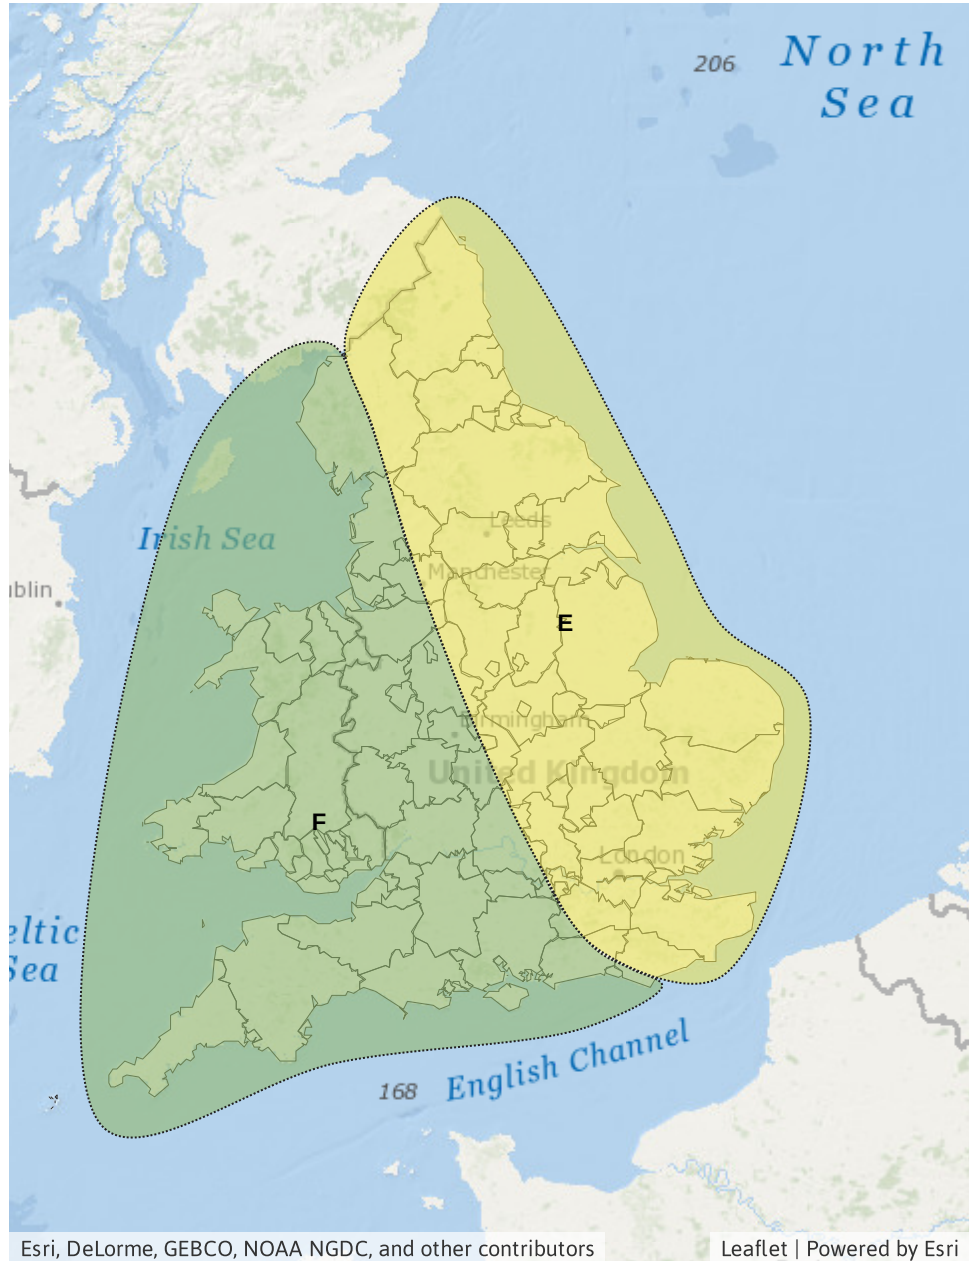 206
North
Sea
Leeds
Irish Sea
Manchester
ublin
E
Birmingham
United Kingdom
F
London
eltic
Sea
English Channel
168
Esri, DeLorme, GEBCO, NOAA NGDC, and other contributors
Leaflet | Powered by Esri